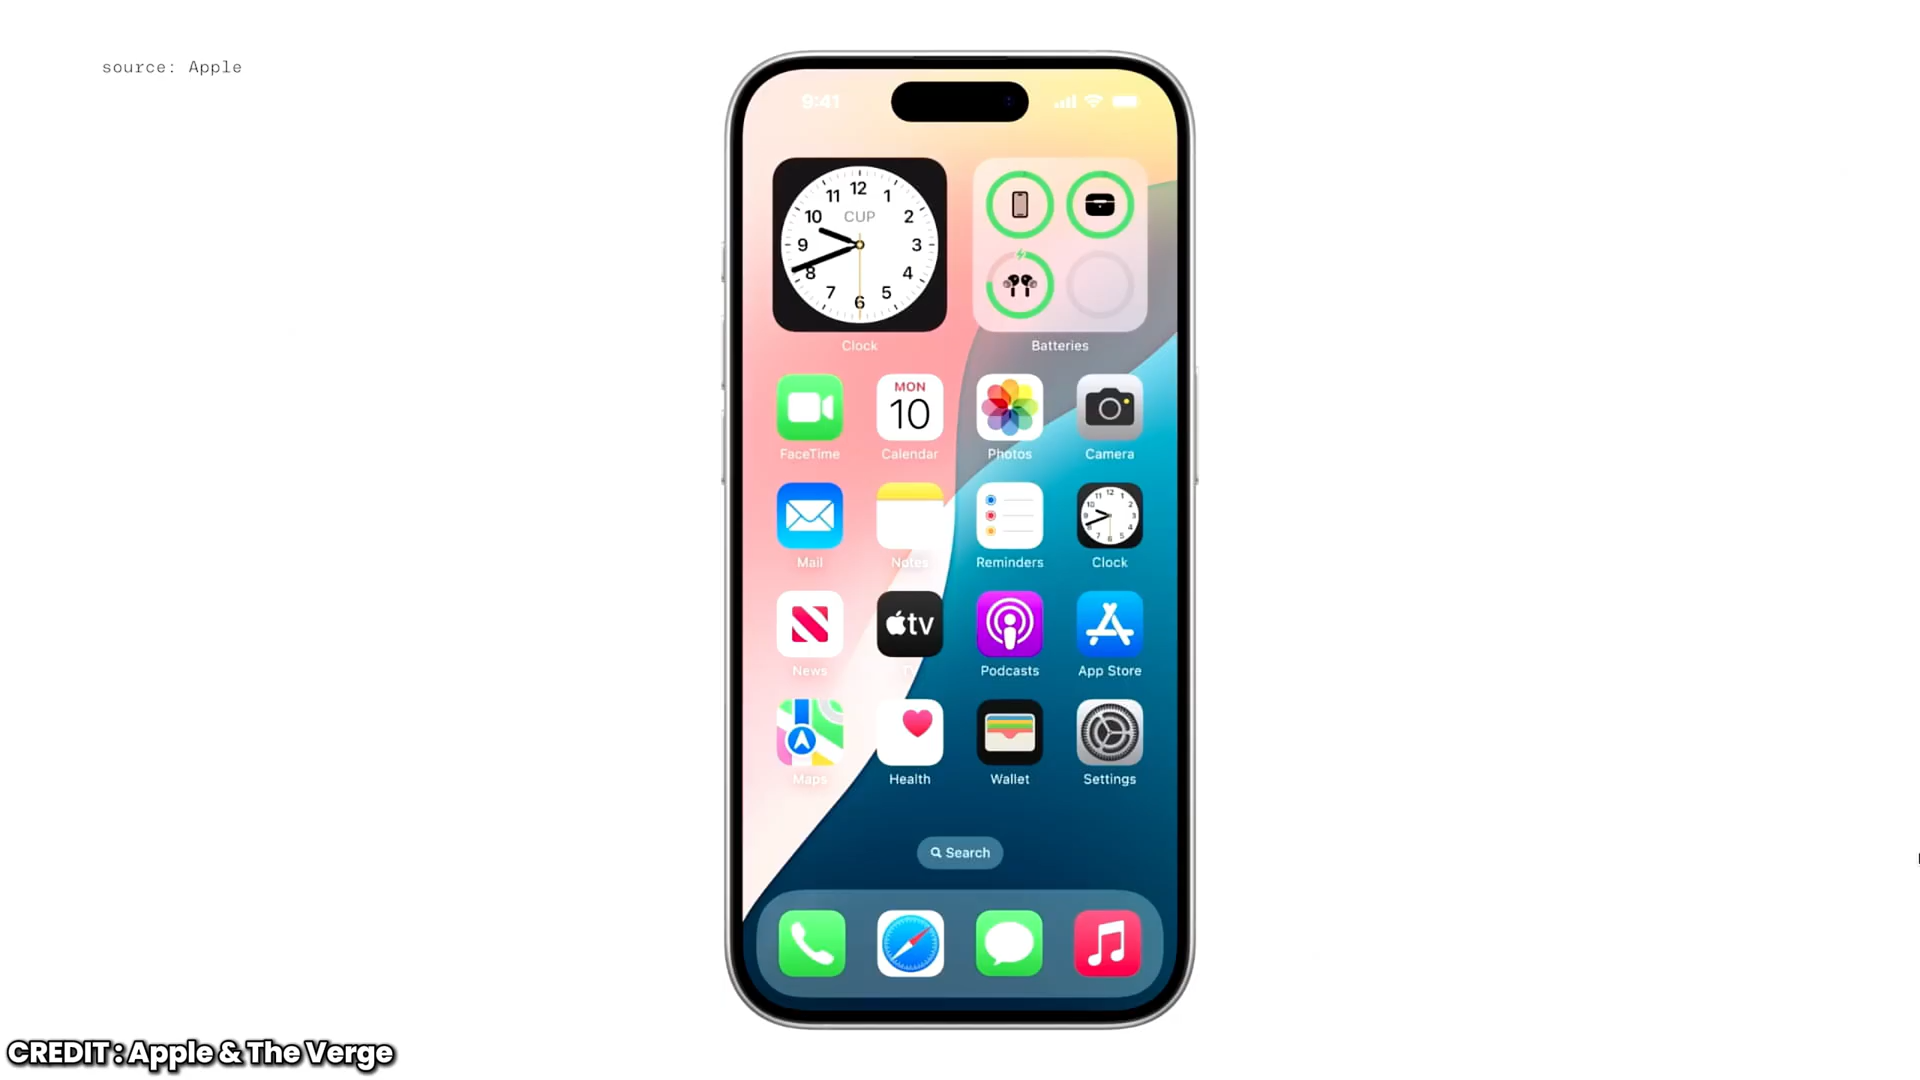 source: Apple
9:41
12
11 1
10 CUP 2
9 3
8 4
7 5
6
Clock
Batteries
MON
10
FaceTime Calendar Photos Camera
Mail Notes Reminders Clock
tv
News TV Podcasts App Store
Maps Health Wallet Settings
Search
CREDIT : Apple & The Verge